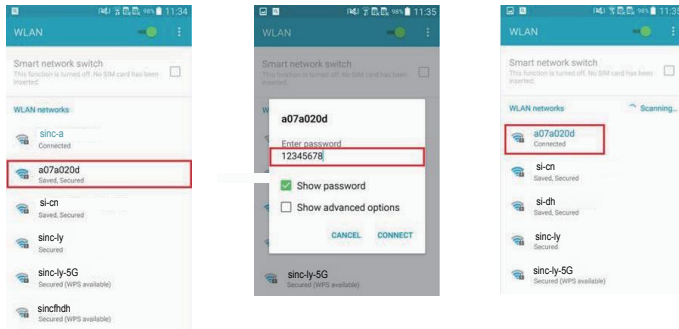 98% 11:34
WLAN
Smart network switch
This function is turned off. No SIM card has been
inserted.
WLAN networks
sinc-a
Connected
a07a020d
Saved, Secured
si-cn
Saved, Secured
sinc-ly
Secured
sinc-ly-5G
Secured (WPS available)
sincfhdh
Secured (WPS available)
98% 11:35
WLAN
Smart network switch
This function is turned off. No SIM card has been
inserted.
a07a020d
Enter password
12345678
Show password
Show advanced options
CANCEL CONNECT
sinc-ly-5G
Secured (WPS available)
98% 11:35
WLAN
Smart network switch
This function is turned off. No SIM card has been
inserted.
WLAN networks Scanning..
a07a020d
Connected
si-cn
Saved, Secured
si-dh
Saved, Secured
sinc-ly
Secured
sinc-ly-5G
Secured (WPS available)